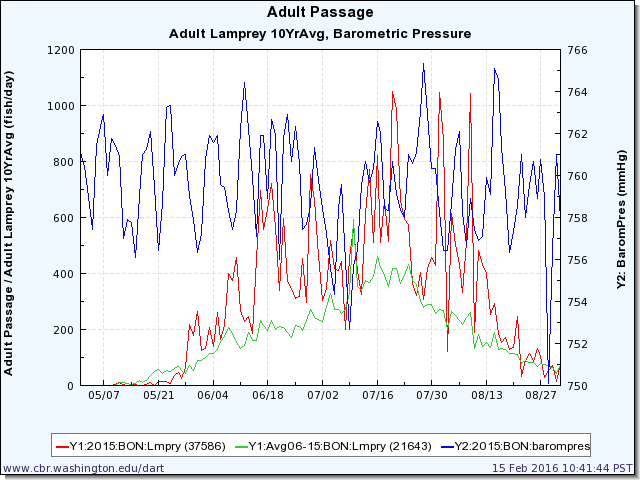 Adult Passage
Adult Lamprey 10YrAvg, Barometric Pressure
Adult Passage / Adult Lamprey 10YrAvg (fish/day)
1200
1000
800
600
400
200
0
766
764
762
760
758
756
754
752
750
Y2: BaromPres (mmHg)
05/07 05/21 06/04 06/18 07/02 07/16 07/30 08/13 08/27
Y1:2015:BON:Lmpry (37586) Y1:Avg06-15:BON:Lmpry (21643) Y2:2015:BON:barompres
www.cbr.washington.edu/dart 15 Feb 2016 10:41:44 PST